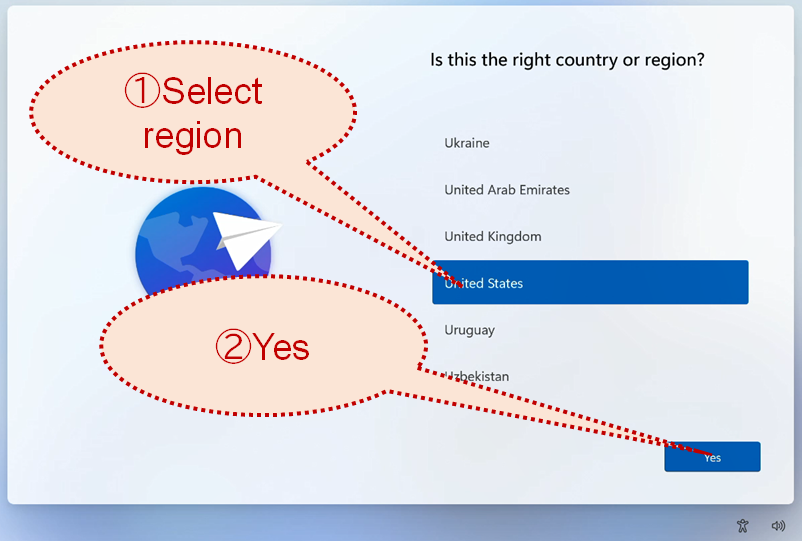 Is this the right country or region?
①Select
region
Ukraine
United Arab Emirates
United Kingdom
United States
Uruguay
②Yes
Uzbekistan
Yes